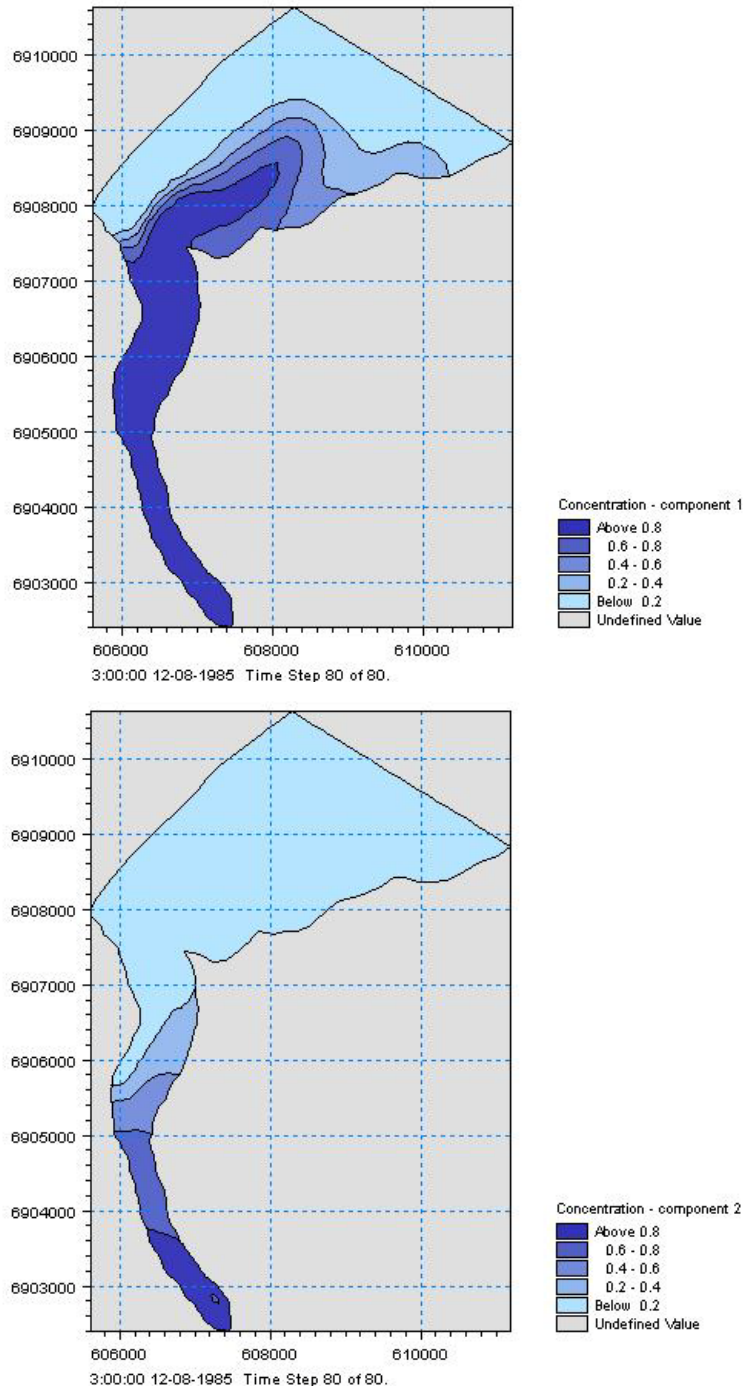 6910000
6909000
6908000
6907000
6906000
6905000
6904000
6903000
606000 608000 610000
3:00:00 12-08-1985 Time Step 80 of 80.
Concentration - component 1
Above 0.8
0.6 - 0.8
0.4 - 0.6
0.2 - 0.4
Below 0.2
Undefined Value
6910000
6909000
6908000
6907000
6906000
6905000
6904000
6903000
606000 608000 610000
3:00:00 12-08-1985 Time Step 80 of 80.
Concentration - component 2
Above 0.8
0.6 - 0.8
0.4 - 0.6
0.2 - 0.4
Below 0.2
Undefined Value